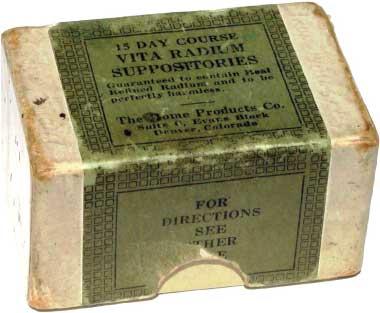 15 DAY COURSE
VITA RADIUM
SUPPOSITORIES
Guaranteed to contain Real
Refined Radium and to be
perfectly harmless.
The Home Products Co.
Suite C, Evans Block
Denver, Colorado
FOR
DIRECTIONS
SEE
OTHER